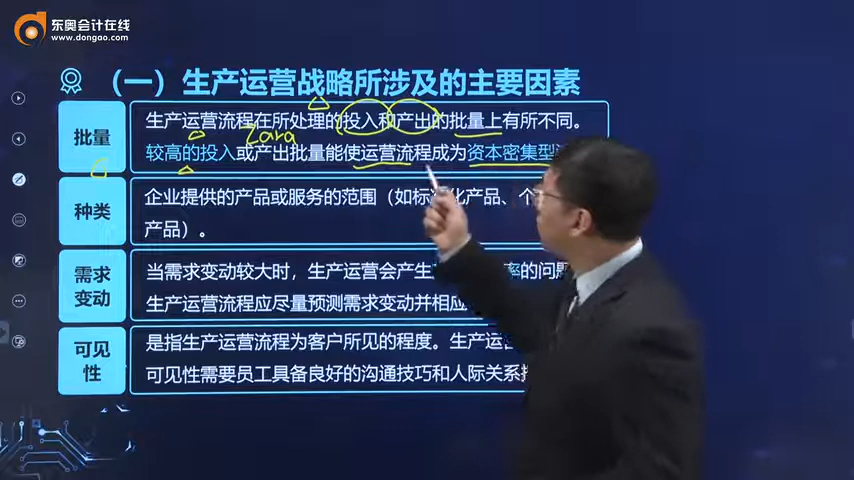 东奥会计在线
www.dongao.com
（一）生产运营战略所涉及的主要因素
批量
生产运营流程在所处理的投入和产出的批量上有所不同。
Zara
较高的投入或产出批量能使运营流程成为资本密集型
种类
企业提供的产品或服务的范围（如标准化产品、个
产品）。
需求
变动
当需求变动较大时，生产运营会产生 率的问题
生产运营流程应尽量预测需求变动并相应
可见
性
是指生产运营流程为客户所见的程度。生产运营
可见性需要员工具备良好的沟通技巧和人际关系